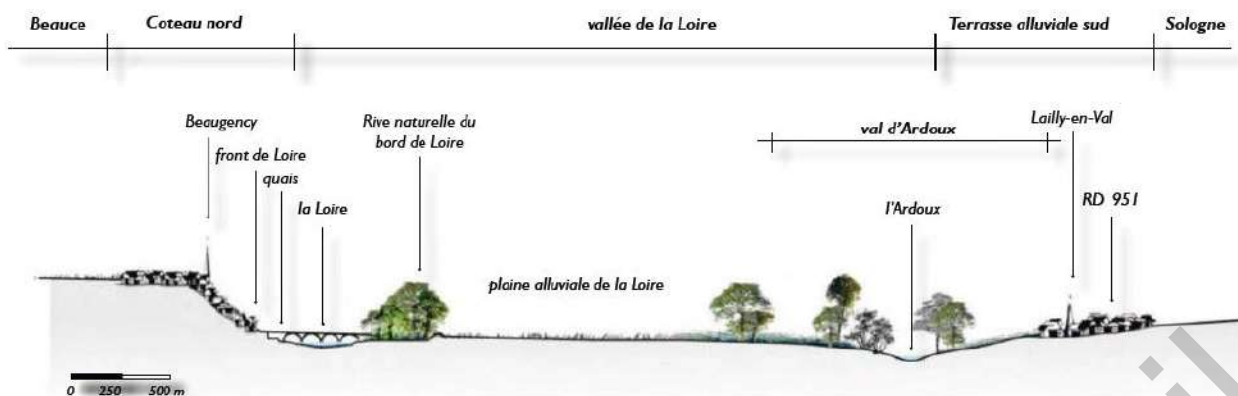 Beauce
Coteau nord
vallée de la Loire
Terrasse alluviale sud
Sologne
Beaugency
Rive naturelle du
bord de Loire
val d'Ardoux
Lailly-en-Val
front de Loire
quais
la Loire
l'Ardoux
RD 951
plaine alluviale de la Loire
0 250 500 m